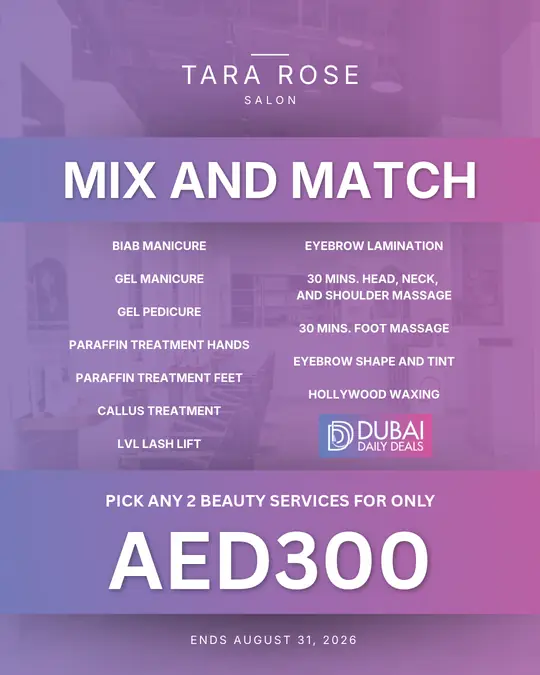 TARA ROSE
SALON
MIX AND MATCH
BIAB MANICURE
GEL MANICURE
GEL PEDICURE
PARAFFIN TREATMENT HANDS
PARAFFIN TREATMENT FEET
CALLUS TREATMENT
LVL LASH LIFT
EYEBROW LAMINATION
30 MINS. HEAD, NECK,
AND SHOULDER MASSAGE
30 MINS. FOOT MASSAGE
EYEBROW SHAPE AND TINT
HOLLYWOOD WAXING
DUBAI
DAILY DEALS
PICK ANY 2 BEAUTY SERVICES FOR ONLY
AED300
ENDS AUGUST 31, 2026